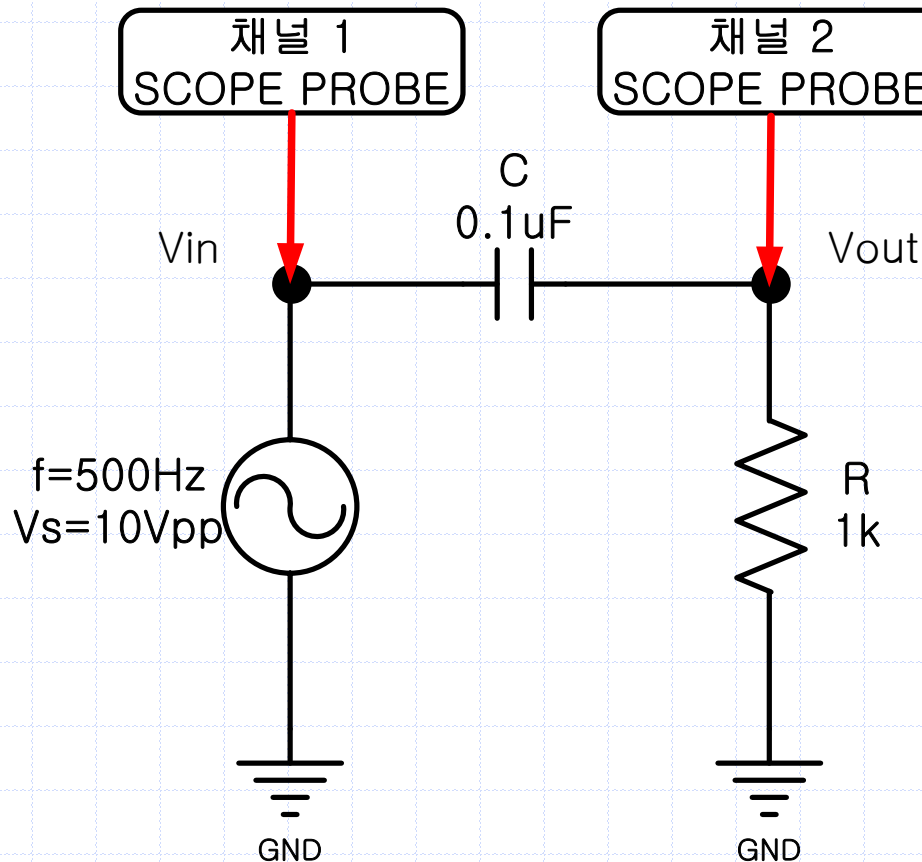 채널 1
SCOPE PROBE
채널 2
SCOPE PROBE
C
0.1uF
Vin
Vout
f=500Hz
Vs=10Vpp
R
1k
GND
GND